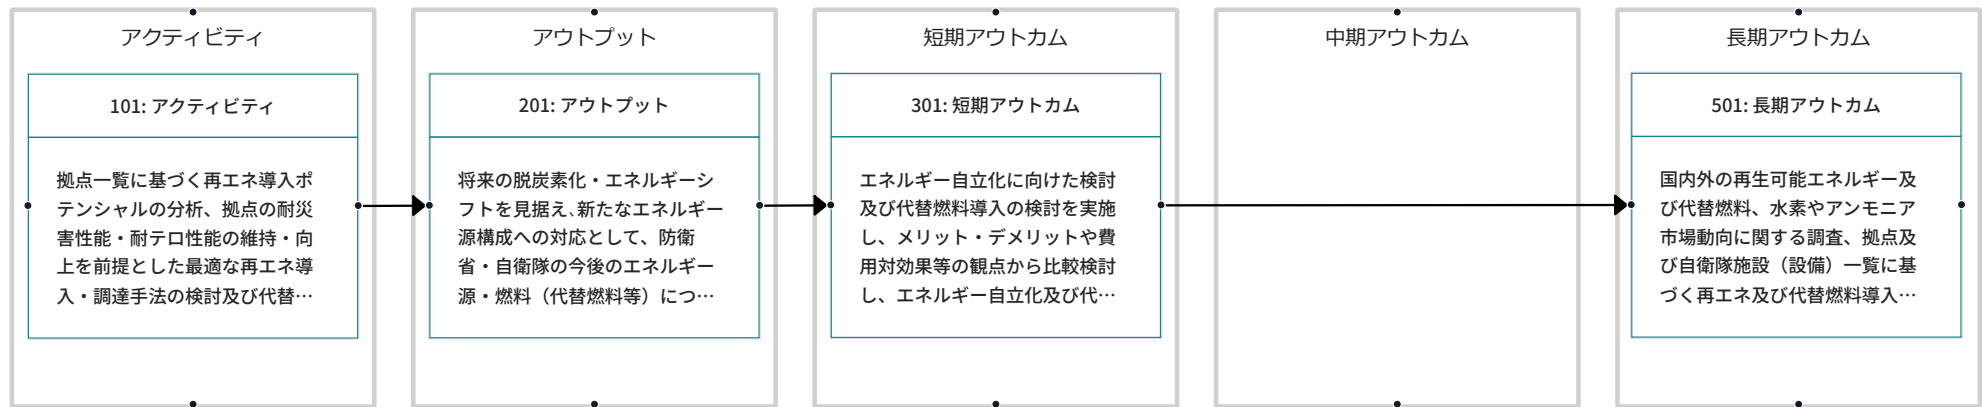 アクティビティ
101: アクティビティ
拠点一覧に基づく再エネ導入ポ
テンシャルの分析、拠点の耐災
害性能・耐テロ性能の維持・向
上を前提とした最適な再エネ導
入・調達手法の検討及び代替…
アウトプット
201: アウトプット
将来の脱炭素化・エネルギーシ
フトを見据え､新たなエネルギー
源構成への対応として、防衛
省・自衛隊の今後のエネルギー
源・燃料（代替燃料等）につ…
短期アウトカム
301: 短期アウトカム
エネルギー自立化に向けた検討
及び代替燃料導入の検討を実施
し、メリット・デメリットや費
用対効果等の観点から比較検討
し、エネルギー自立化及び代…
中期アウトカム
長期アウトカム
501: 長期アウトカム
国内外の再生可能エネルギー及
び代替燃料、水素やアンモニア
市場動向に関する調査、拠点及
び自衛隊施設（設備）一覧に基
づく再エネ及び代替燃料導入…